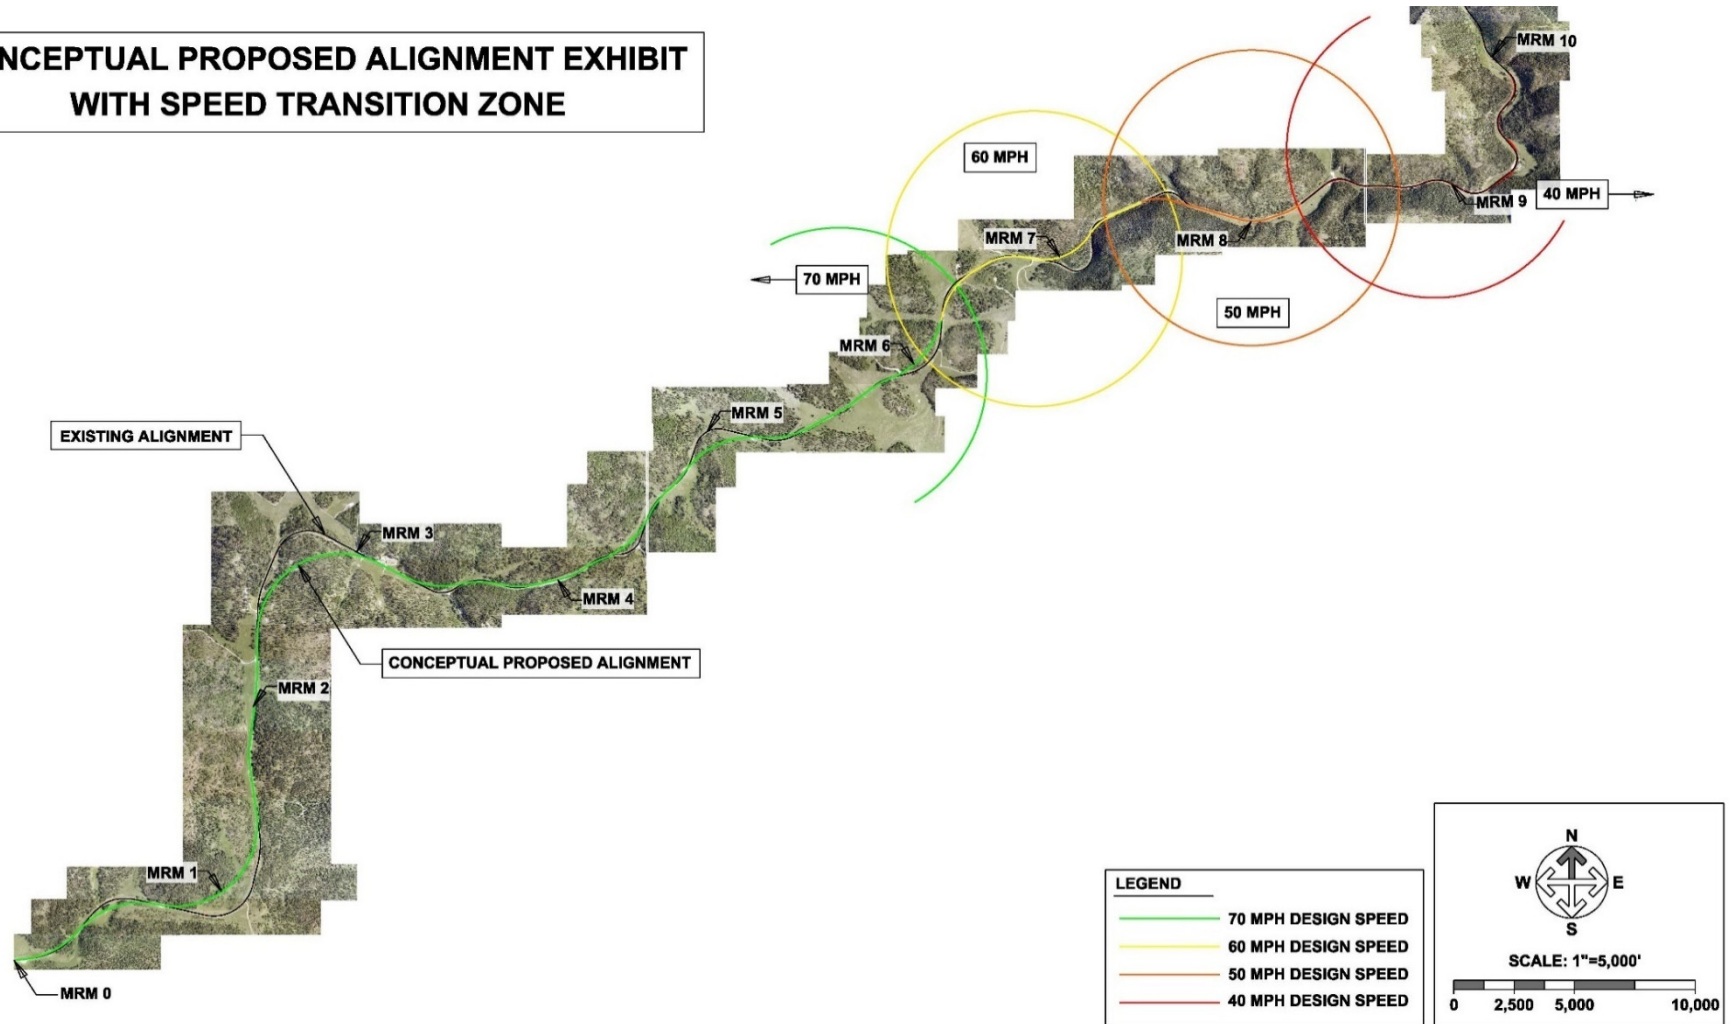 NCEPTUAL PROPOSED ALIGNMENT EXHIBIT
WITH SPEED TRANSITION ZONE
MRM 10
60 MPH
MRM 9
40 MPH
MRM 7
MRM 8
70 MPH
50 MPH
MRM 6
MRM 5
EXISTING ALIGNMENT
MRM 3
MRM 4
CONCEPTUAL PROPOSED ALIGNMENT
MRM 2
MRM 1
MRM 0
LEGEND
70 MPH DESIGN SPEED
60 MPH DESIGN SPEED
50 MPH DESIGN SPEED
40 MPH DESIGN SPEED
N
W E
S
SCALE: 1"=5,000'
0 2,500 5,000 10,000